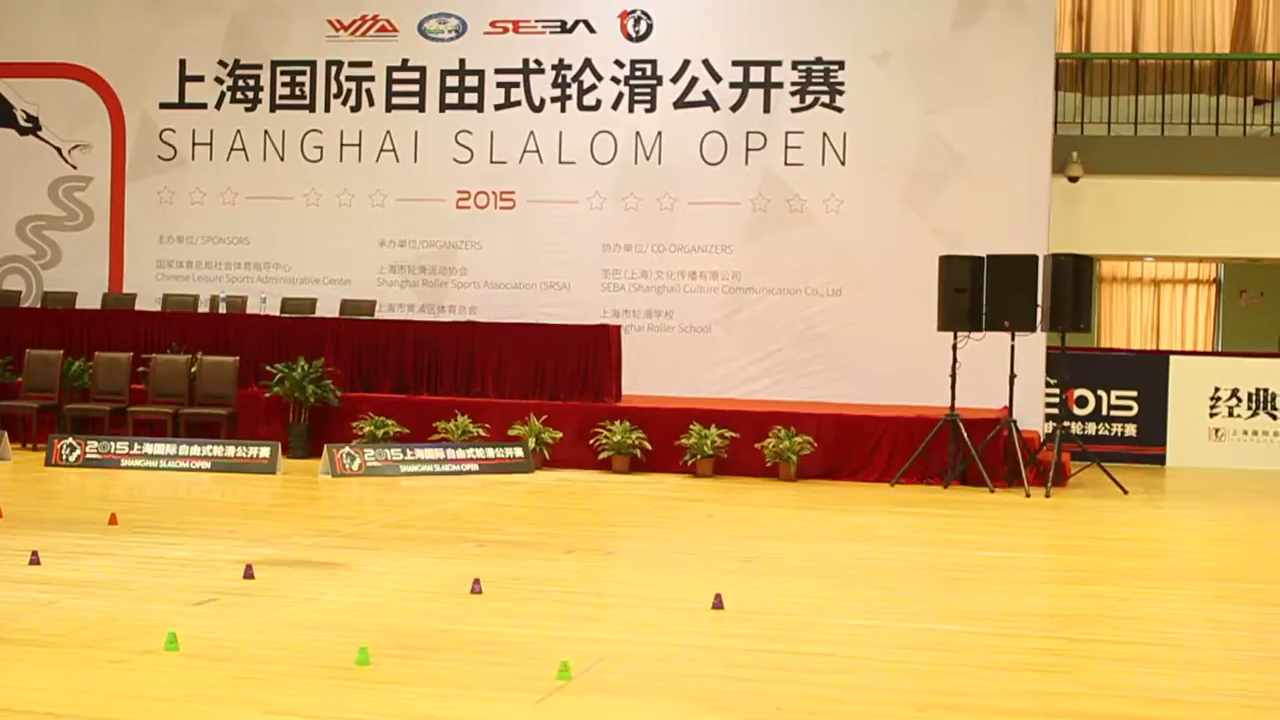 SEBA
上海国际自由式轮滑公开赛
SHANGHAI SLALOM OPEN
2015
主办单位/ SPONSORS
国家体育总局社会体育指导中心
Chinese Leisure Sports Administrative Center
承办单位/ORGANIZERS
上海市轮滑运动协会
Shanghai Roller Sports Association (SRSA)
上海市黄浦区体育总会
协办单位/ CO-ORGANIZERS
圣巴（上海）文化传播有限公司
SEBA (Shanghai) Culture Communication Co., Ltd
上海市轮滑学校
Roller School
2015上海国际自由式轮滑公开赛
SHANGHAI SLALOM OPEN
2015上海国际自由式轮滑公开赛
SHANGHAI SLALOM OPEN
2015
轮滑公开赛
经典